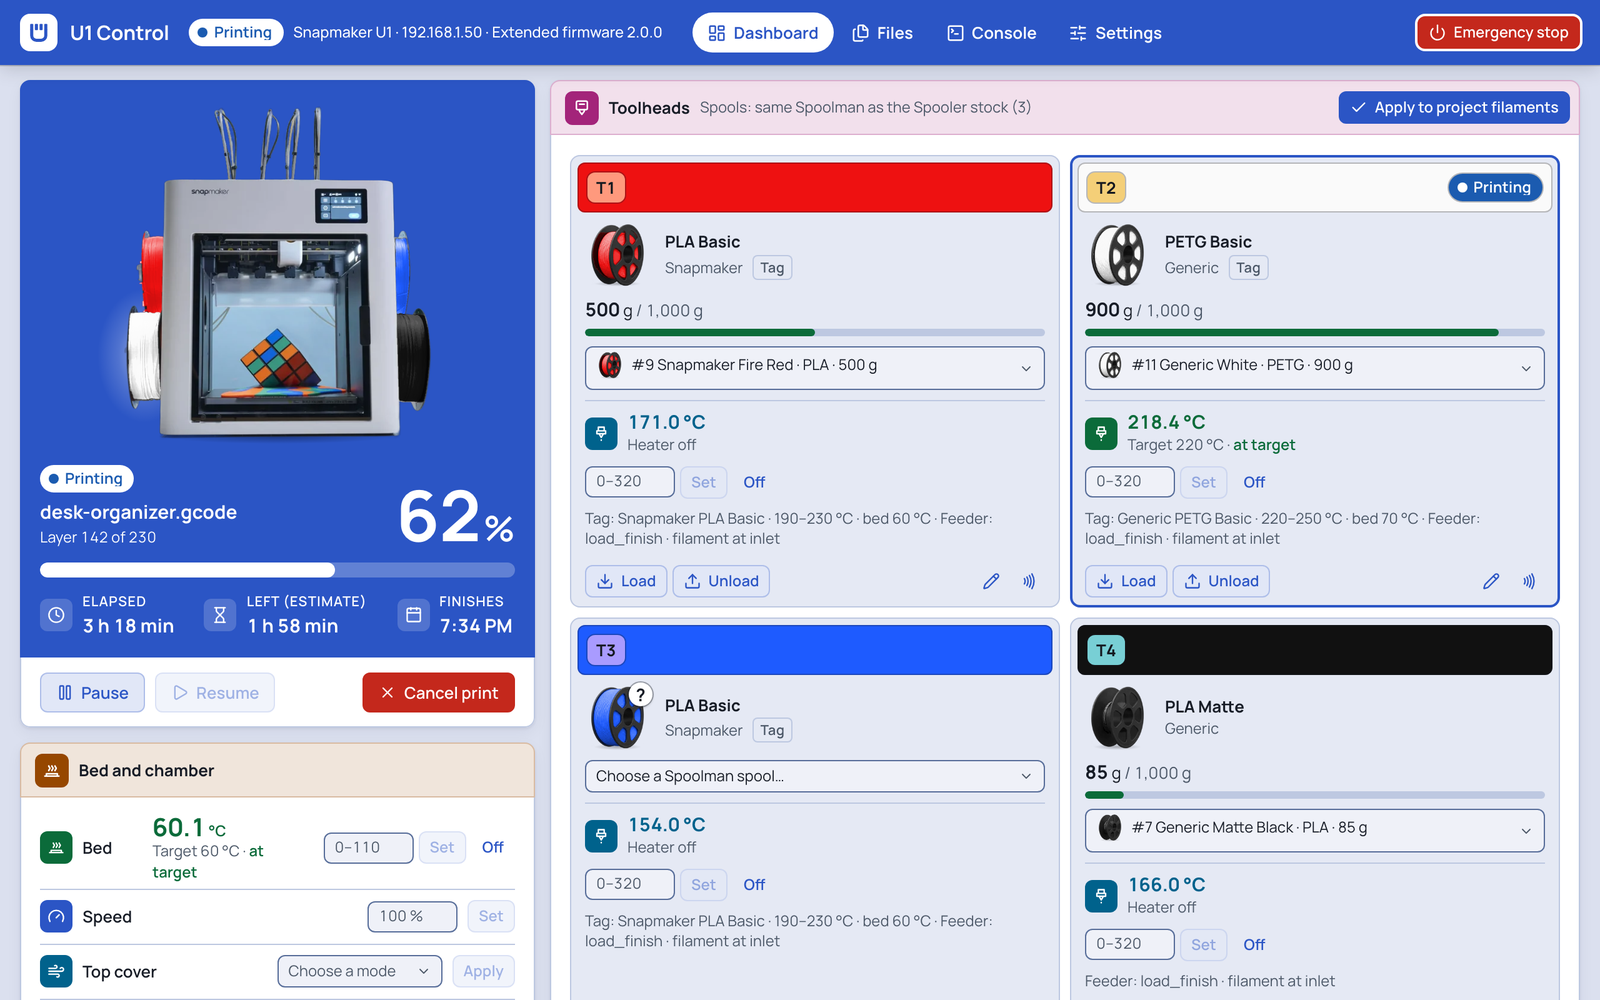 U1 Control
Printing
Snapmaker U1 · 192.168.1.50 · Extended firmware 2.0.0
Dashboard
Files
Console
Settings
Emergency stop
snapmaker
Printing
desk-organizer.gcode
Layer 142 of 230
62%
ELAPSED
3 h 18 min
LEFT (ESTIMATE)
1 h 58 min
FINISHES
7:34 PM
Pause
Resume
Cancel print
Bed and chamber
Bed
60.1 °C
Target 60 °C · at
target
0–110
Set
Off
Speed
100 %
Set
Top cover
Choose a mode
Apply
Toolheads
Spools: same Spoolman as the Spooler stock (3)
Apply to project filaments
T1
PLA Basic
Snapmaker
Tag
500 g / 1,000 g
#9 Snapmaker Fire Red · PLA · 500 g
171.0 °C
Heater off
0–320
Set
Off
Tag: Snapmaker PLA Basic · 190–230 °C · bed 60 °C · Feeder:
load_finish · filament at inlet
Load
Unload
T2
Printing
PETG Basic
Generic
Tag
900 g / 1,000 g
#11 Generic White · PETG · 900 g
218.4 °C
Target 220 °C · at target
0–320
Set
Off
Tag: Generic PETG Basic · 220–250 °C · bed 70 °C · Feeder:
load_finish · filament at inlet
Load
Unload
T3
?
PLA Basic
Snapmaker
Tag
Choose a Spoolman spool...
154.0 °C
Heater off
0–320
Set
Off
Tag: Snapmaker PLA Basic · 190–230 °C · bed 60 °C · Feeder:
load_finish · filament at inlet
T4
PLA Matte
Generic
85 g / 1,000 g
#7 Generic Matte Black · PLA · 85 g
166.0 °C
Heater off
0–320
Set
Off
Feeder: load_finish · filament at inlet